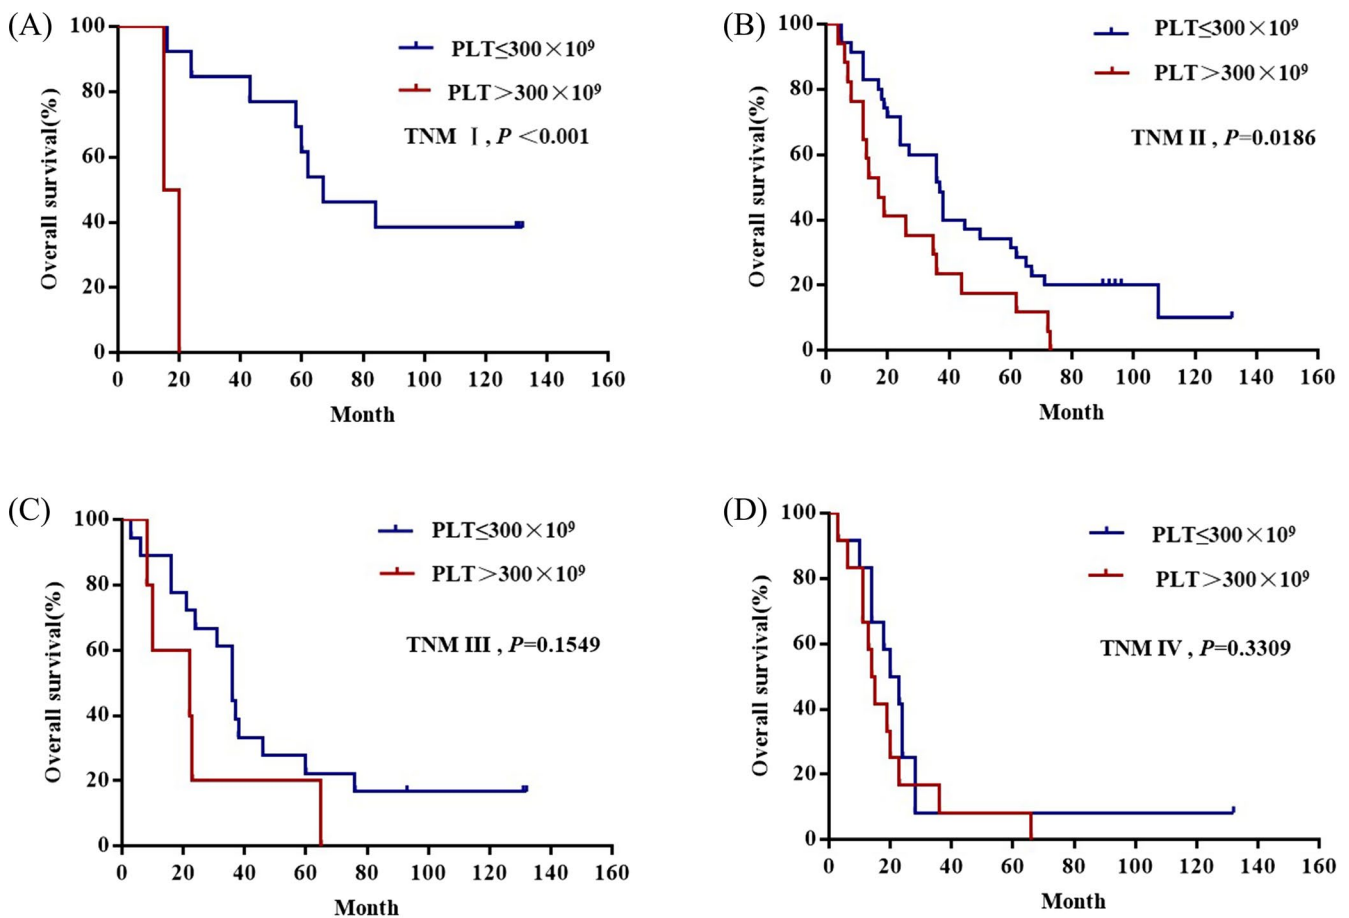 (A)
100
80
60
40
20
0
Overall survival(%)
PLT≤300×10⁹
PLT>300×10⁹
TNM Ⅰ, P <0.001
0 20 40 60 80 100 120 140 160
Month
(B)
100
80
60
40
20
0
Overall survival(%)
PLT≤300×10⁹
PLT>300×10⁹
TNM II , P=0.0186
0 20 40 60 80 100 120 140 160
Month
(C)
100
80
60
40
20
0
Overall survival(%)
PLT≤300×10⁹
PLT>300×10⁹
TNM III , P=0.1549
0 20 40 60 80 100 120 140 160
Month
(D)
100
80
60
40
20
0
Overall survival(%)
PLT≤300×10⁹
PLT>300×10⁹
TNM IV , P=0.3309
0 20 40 60 80 100 120 140 160
Month